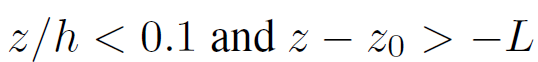 z/h < 0.1 and z − z₀ > −L